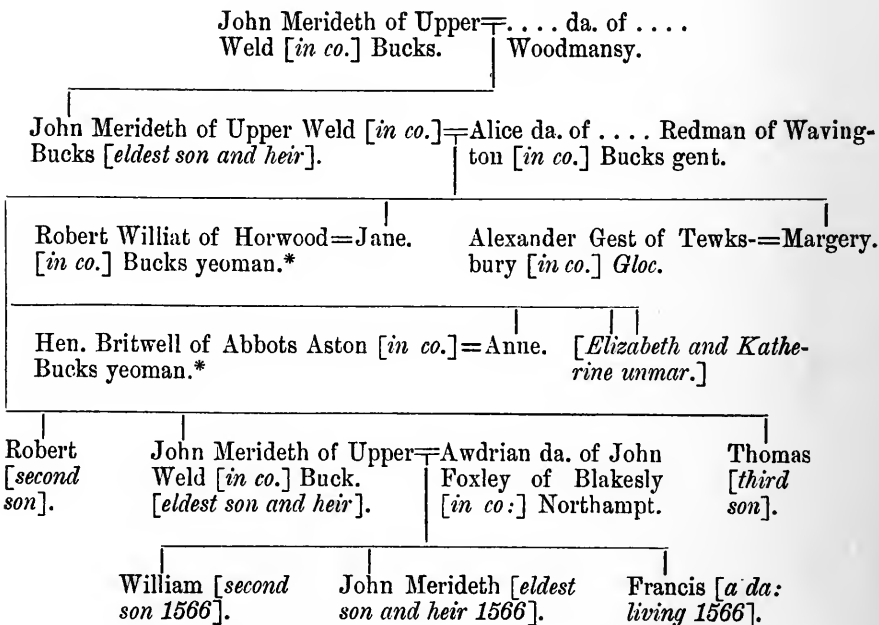 John Merideth of Upper=. . . . da. of . . . .
Weld [in co.] Bucks. Woodmansy.
John Merideth of Upper Weld [in co.]=Alice da. of . . . . Redman of Waving-
Bucks [eldest son and heir]. ton [in co.] Bucks gent.
Robert Williat of Horwood=Jane. Alexander Gest of Tewks-=Margery.
[in co.] Bucks yeoman.* bury [in co.] Gloc.
Hen. Britwell of Abbots Aston [in co.]=Anne. [Elizabeth and Kathe-
Bucks yeoman.* rine unmar.]
Robert John Merideth of Upper=Awdrian da. of John Thomas
[second Weld [in co.] Buck. Foxley of Blakesly [third
son]. [eldest son and heir]. [in co:] Northampt. son].
William [second John Merideth [eldest Francis [a da:
son 1566]. son and heir 1566]. living 1566].